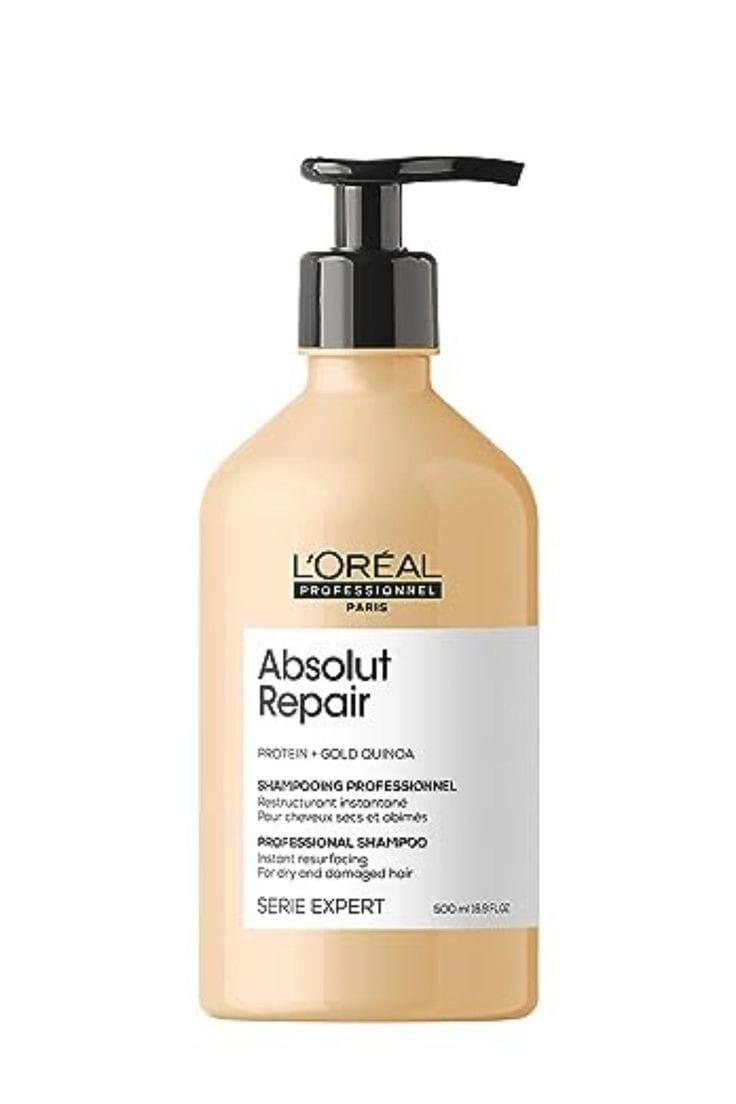 L'ORÉAL
PROFESSIONNEL
PARIS
Absolut
Repair
PROTEIN + GOLD QUINOA
SHAMPOOING PROFESSIONNEL
Restructurant instantané
Pour cheveux secs et abîmés
PROFESSIONAL SHAMPOO
Instant resurfacing
For dry and damaged hair
SERIE EXPERT
500 ml 16.9 FL.OZ